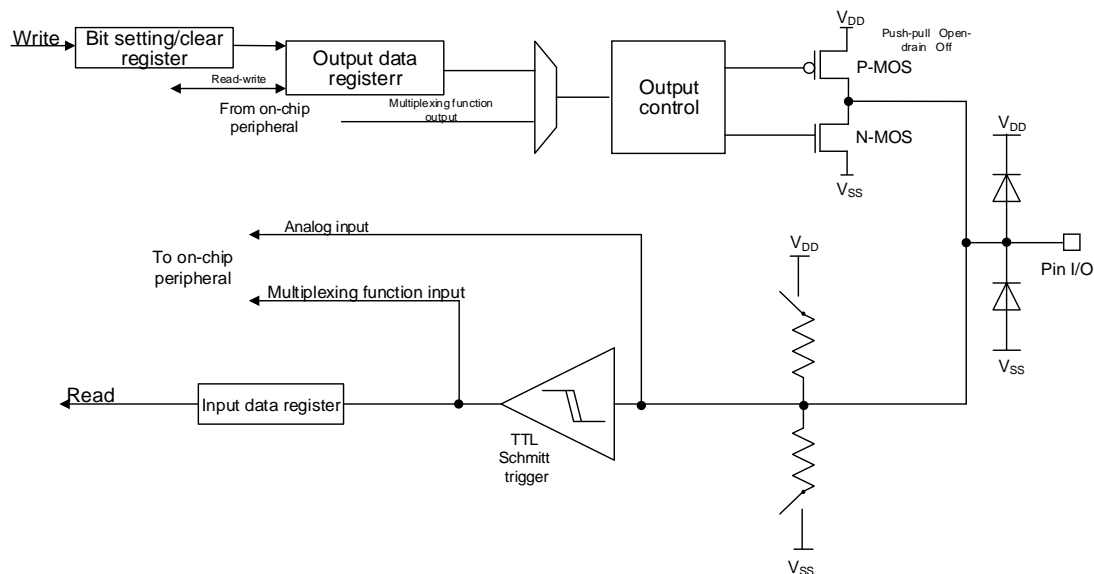 Write
Bit setting/clear
register
Output data
registerr
Read-write
From on-chip
peripheral
Multiplexing function
output
Output
control
VDD
Push-pull Open-
drain Off
P-MOS
N-MOS
VSS
VDD
Pin I/O
VSS
Analog input
To on-chip
peripheral
Multiplexing function input
VDD
Read
Input data register
TTL
Schmitt
trigger
VSS